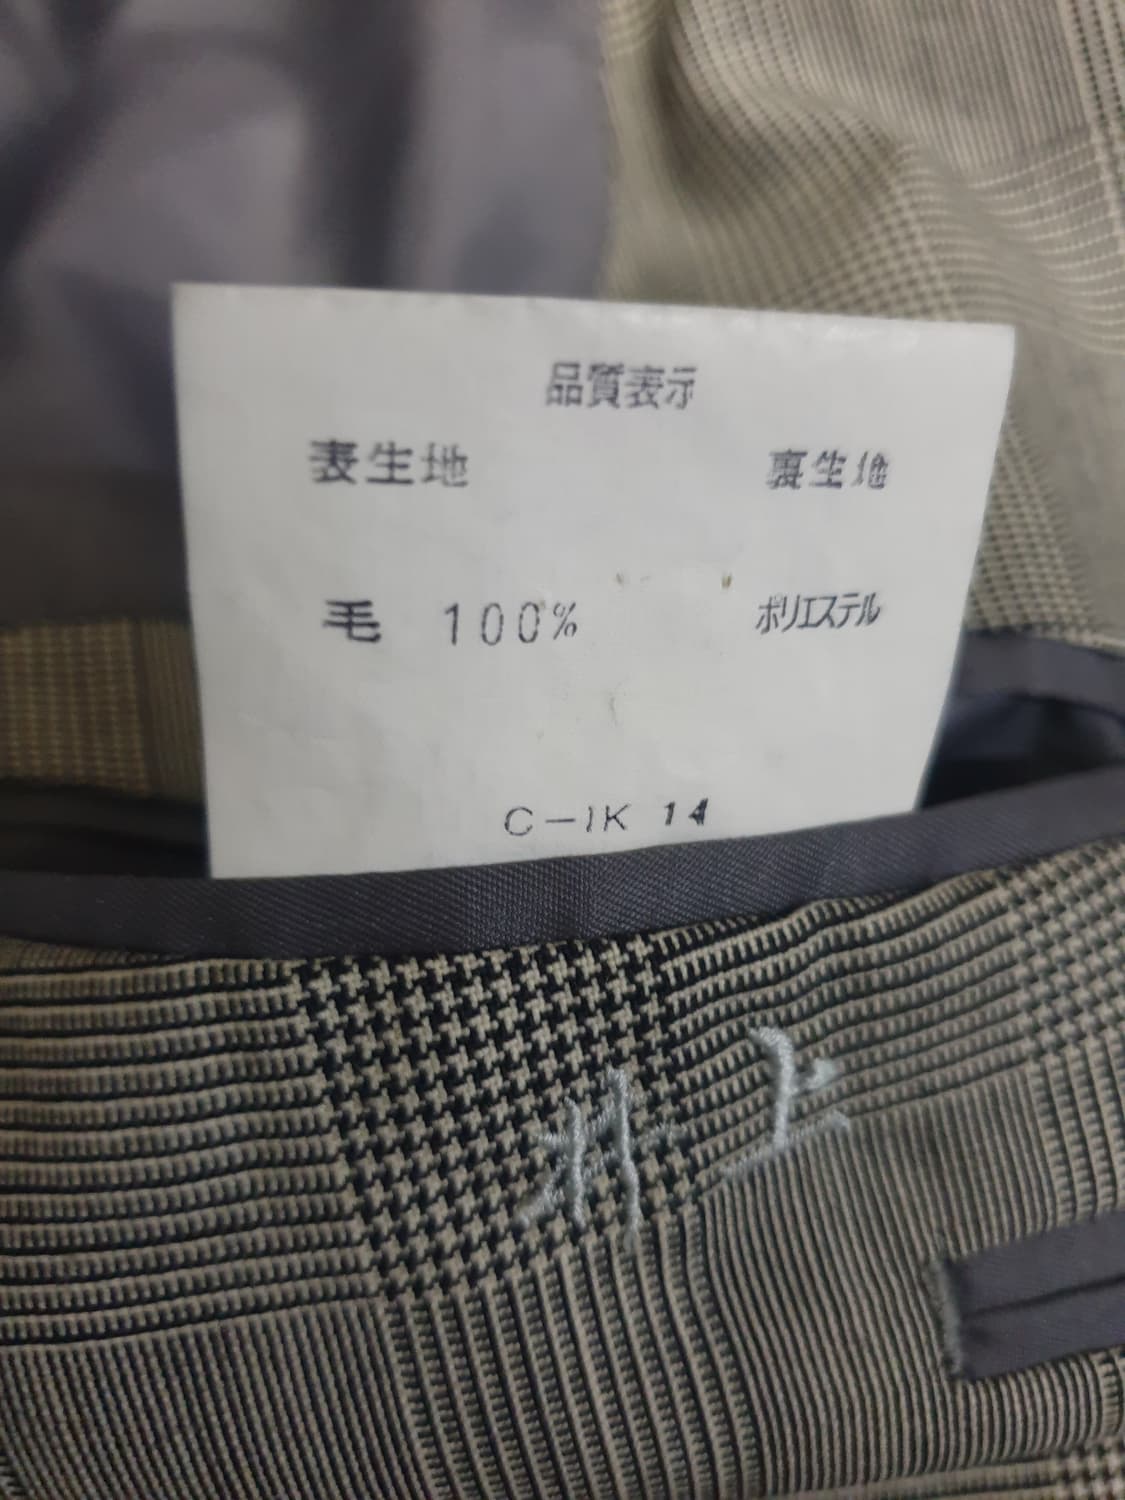 品質表示
表生地 裏生地
毛 100% ポリエステル
C-IK 14
村上